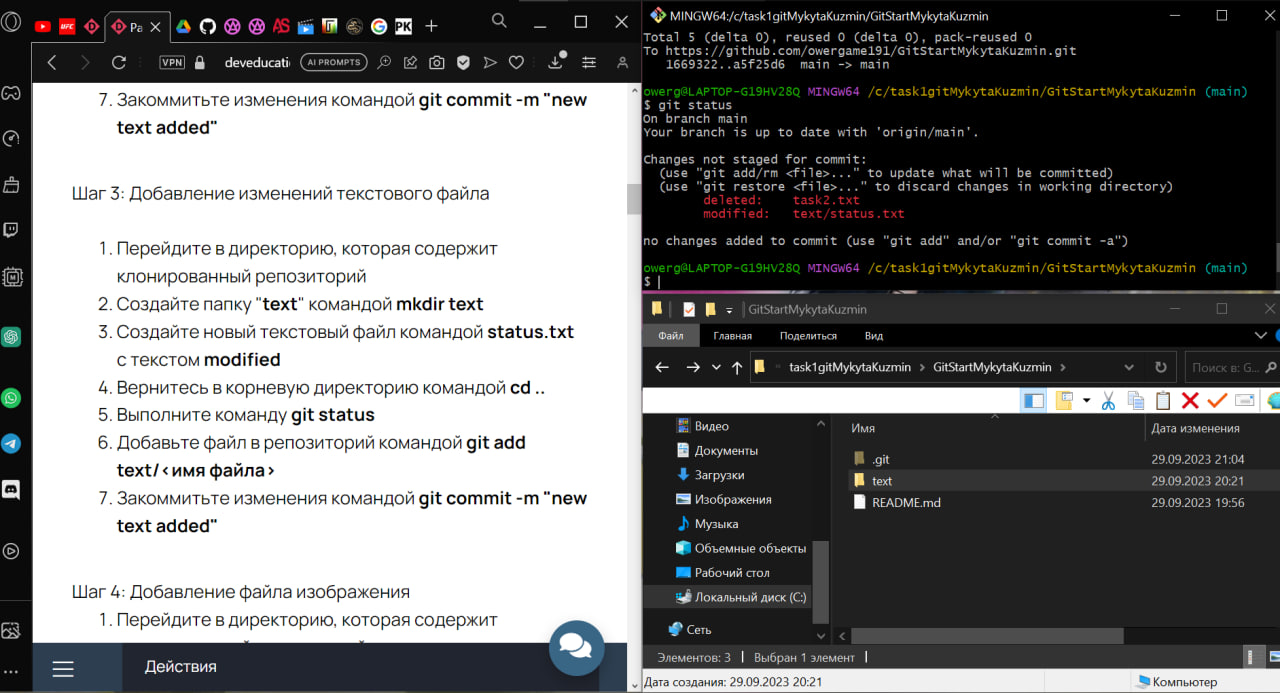 Pa
UFC
AS
PK
VPN
deveducati
AI PROMPTS
7. Закоммитьте изменения командой git commit -m "new
text added"
Шаг 3: Добавление изменений текстового файла
1. Перейдите в директорию, которая содержит
клонированный репозиторий
2. Создайте папку "text" командой mkdir text
3. Создайте новый текстовый файл командой status.txt
с текстом modified
4. Вернитесь в корневую директорию командой cd ..
5. Выполните команду git status
6. Добавьте файл в репозиторий командой git add
text/<имя файла>
7. Закоммитьте изменения командой git commit -m "new
text added"
Шаг 4: Добавление файла изображения
1. Перейдите в директорию, которая содержит
Действия
MINGW64:/c/task1gitMykytaKuzmin/GitStartMykytaKuzmin
Total 5 (delta 0), reused 0 (delta 0), pack-reused 0
To https://github.com/owergame191/GitStartMykytaKuzmin.git
1669322..a5f25d6 main -> main
owerg@LAPTOP-G19HV28Q MINGW64 /c/task1gitMykytaKuzmin/GitStartMykytaKuzmin (main)
$ git status
On branch main
Your branch is up to date with 'origin/main'.
Changes not staged for commit:
(use "git add/rm <file>..." to update what will be committed)
(use "git restore <file>..." to discard changes in working directory)
deleted: task2.txt
modified: text/status.txt
no changes added to commit (use "git add" and/or "git commit -a")
owerg@LAPTOP-G19HV28Q MINGW64 /c/task1gitMykytaKuzmin/GitStartMykytaKuzmin (main)
$
GitStartMykytaKuzmin
Файл Главная Поделиться Вид
task1gitMykytaKuzmin > GitStartMykytaKuzmin >
Поиск в: G...
Видео
Документы
Загрузки
Изображения
Музыка
Объемные объекты
Рабочий стол
Локальный диск (C:)
Сеть
Имя Дата изменения
.git 29.09.2023 21:04
text 29.09.2023 20:21
README.md 29.09.2023 19:56
Элементов: 3 Выбран 1 элемент
Дата создания: 29.09.2023 20:21
Компьютер